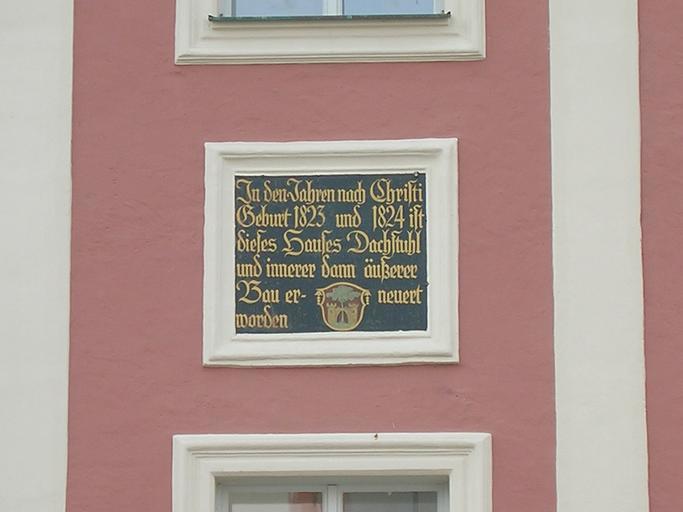 In den Jahren nach Christi
Geburt 1823 und 1824 ist
dieses Hauses Dachstuhl
und innerer dann äußerer
Bau er- neuert
worden